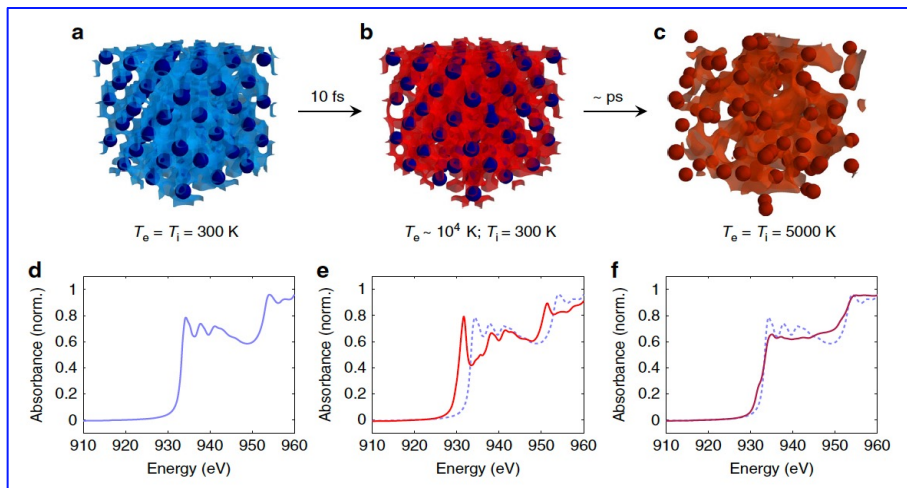 a b c
10 fs ~ ps
Te = Ti = 300 K Te ~ 10⁴ K; Ti = 300 K Te = Ti = 5000 K
d e f
Absorbance (norm.) Absorbance (norm.) Absorbance (norm.)
1 1 1
0.8 0.8 0.8
0.6 0.6 0.6
0.4 0.4 0.4
0.2 0.2 0.2
0 0 0
910 920 930 940 950 960 910 920 930 940 950 960 910 920 930 940 950 960
Energy (eV) Energy (eV) Energy (eV)